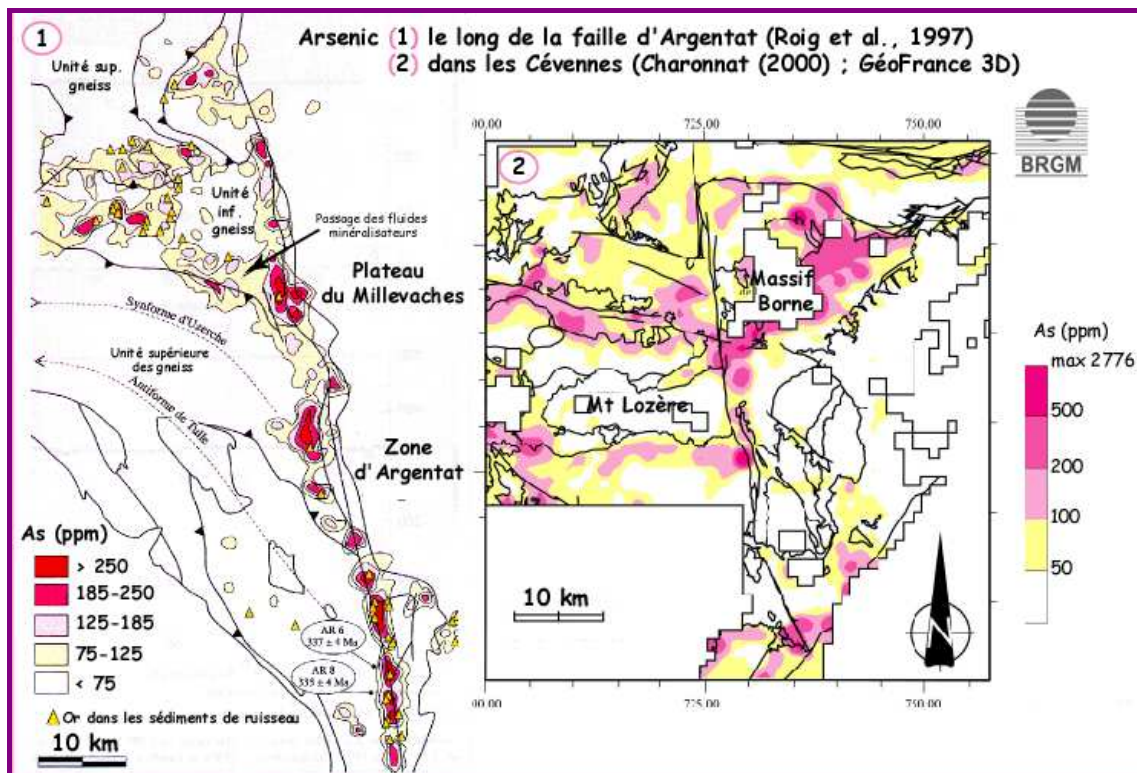 1
Arsenic (1) le long de la faille d'Argentat (Roig et al., 1997)
(2) dans les Cévennes (Charonnat (2000) ; GéoFrance 3D)
Unité sup.
gneiss
Unité
inf.
gneiss
Passage des fluides
minéralisateurs
Plateau
du Millevaches
Synforme d'Uzerche
Unité supérieure
des gneiss
Antiforme de Tulle
Zone
d'Argentat
As (ppm)
> 250
185-250
125-185
75-125
< 75
AR 6
337 ± 4 Ma
AR 8
335 ± 4 Ma
Or dans les sédiments de ruisseau
10 km
00.00
725.00
750.00
2
Massif
Borne
Mt Lozère
10 km
725.00
750.00
BRGM
As (ppm)
max 2776
500
200
100
50